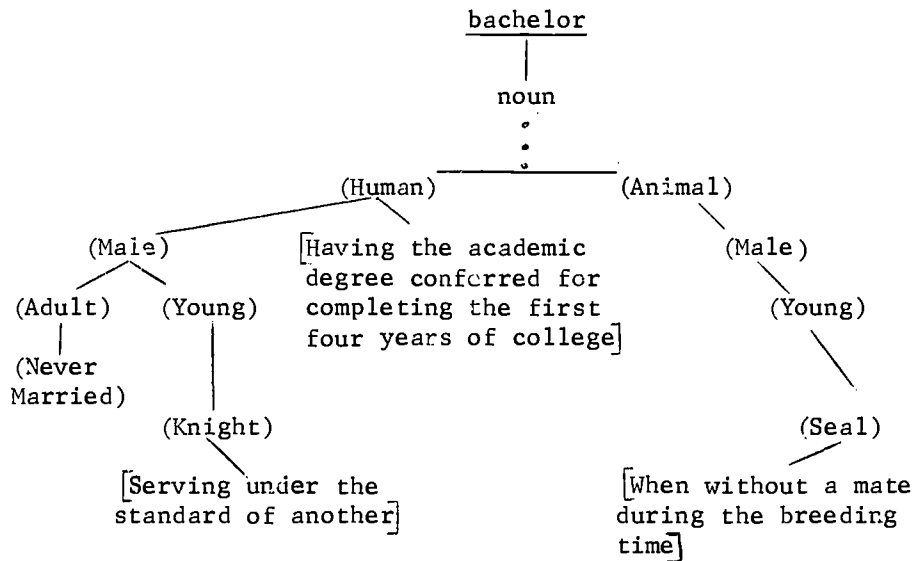 bachelor
noun
(Human) (Animal)
(Male) [Having the academic (Male)
degree conferred for
(Adult) (Young) completing the first (Young)
four years of college]
(Never
Married)
(Knight) (Seal)
[Serving under the [When without a mate
standard of another] during the breeding
time]